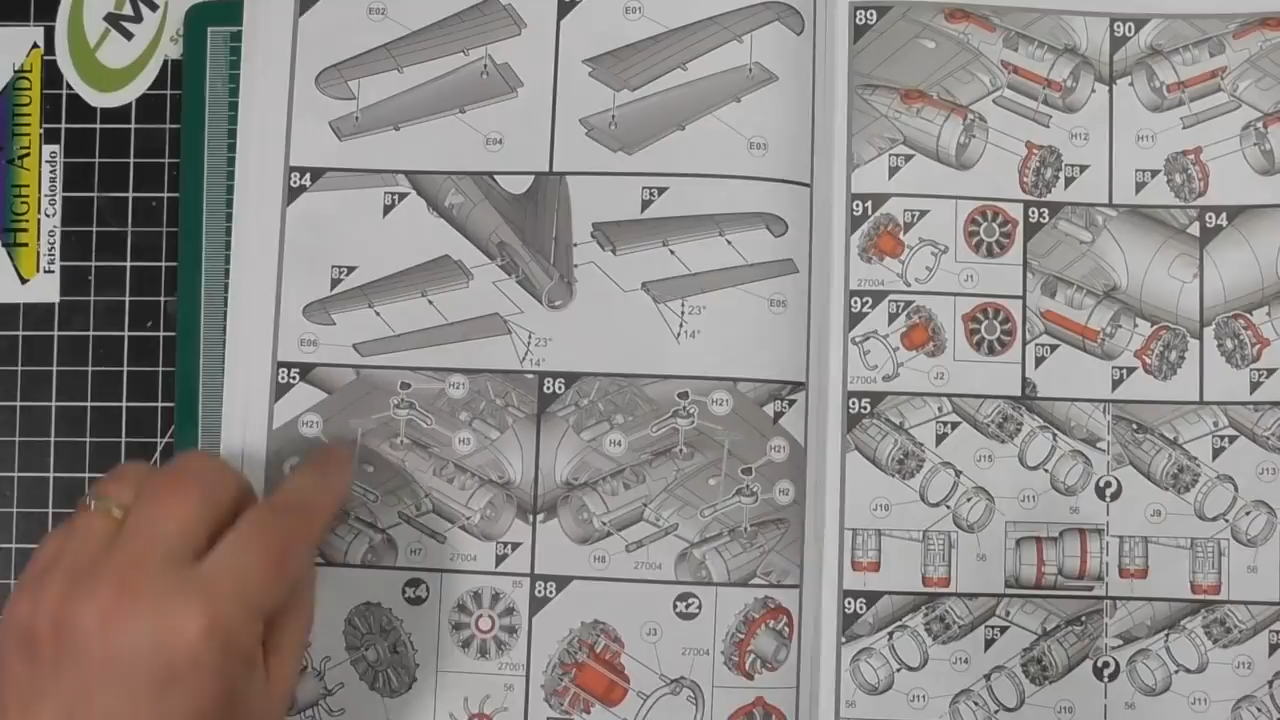 HIGH ALTITUDE
FRISCO, COLORADO
M
E02
E04
E01
E03
84
81
83
82
E05
23°
14°
E06
23°
14°
85
H21
H21
H3
H7
27004
84
86
H21
85
H4
H21
H2
H8
27004
x4
85
27001
56
88
x2
J3
27004
89
H12
86
88
90
H11
88
91
87
J1
27004
92
87
J2
27004
93
90
91
94
92
95
94
J15
J10
J11
56
56
?
94
J13
J9
56
96
95
J14
J11
56
J10
?
J12
J11
56